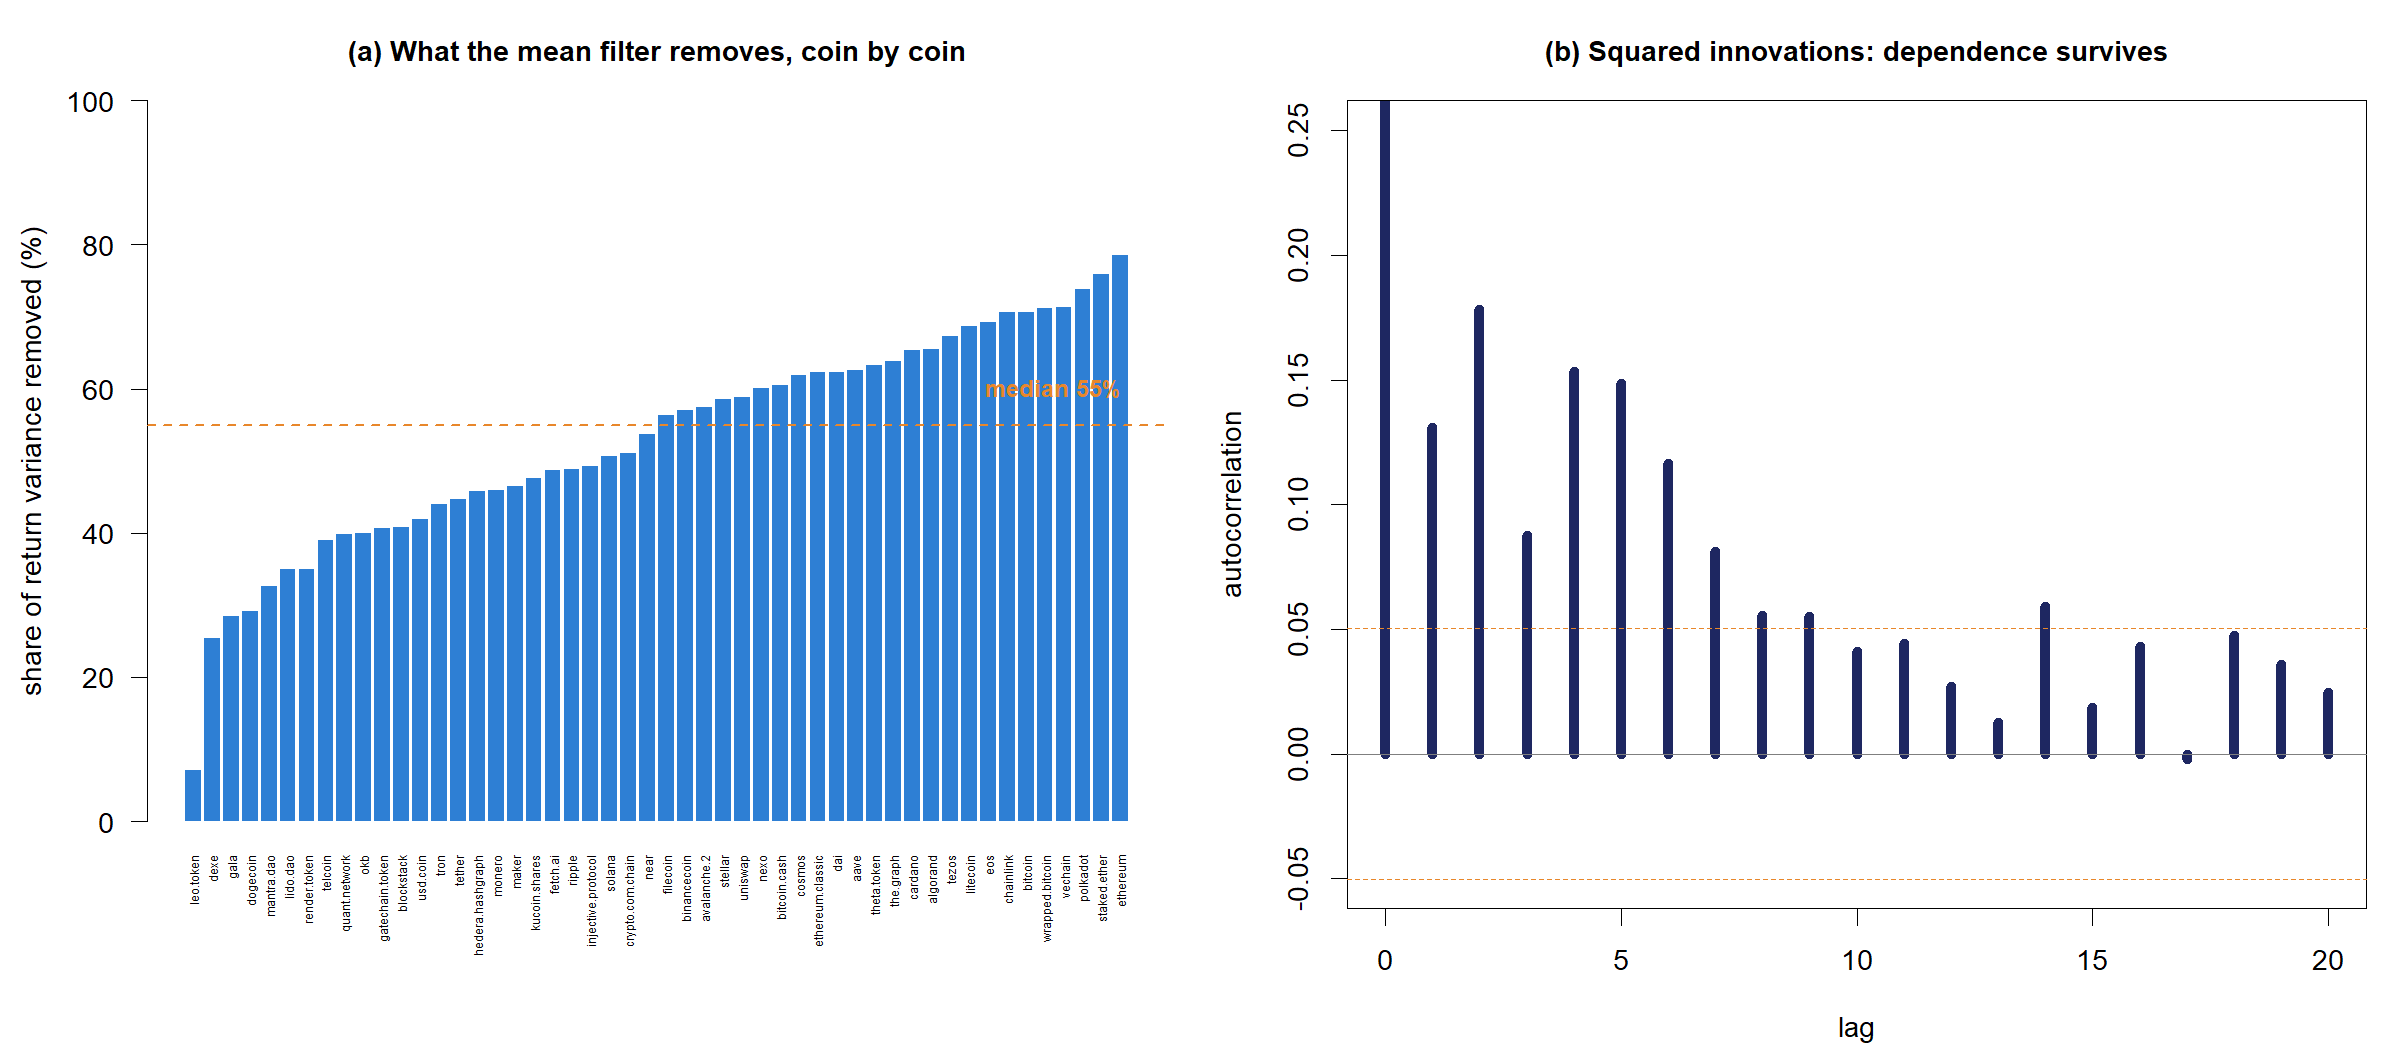 (a) What the mean filter removes, coin by coin
share of return variance removed (%)
100
80
60
40
20
0
median 55%
leo.token
dexe
gala
dogecoin
mantra.dao
lido.dao
render.token
telcoin
quant.network
okb
gatechain.token
blockstack
usd.coin
tron
tether
hedera.hashgraph
monero
maker
kucoin.shares
fetch.ai
ripple
injective.protocol
solana
crypto.com.chain
near
filecoin
binancecoin
avalanche.2
stellar
uniswap
nexo
bitcoin.cash
cosmos
ethereum.classic
dai
aave
theta.token
the.graph
cardano
algorand
tezos
litecoin
eos
chainlink
bitcoin
wrapped.bitcoin
vechain
polkadot
staked.ether
ethereum
(b) Squared innovations: dependence survives
autocorrelation
0.25
0.20
0.15
0.10
0.05
0.00
-0.05
0
5
10
15
20
lag